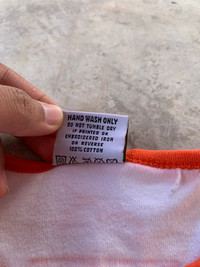 HAND WASH ONLY
DO NOT TUMBLE DRY
IF PRINTED OR
EMBROIDERED IRON
ON REVERSE
100% COTTON